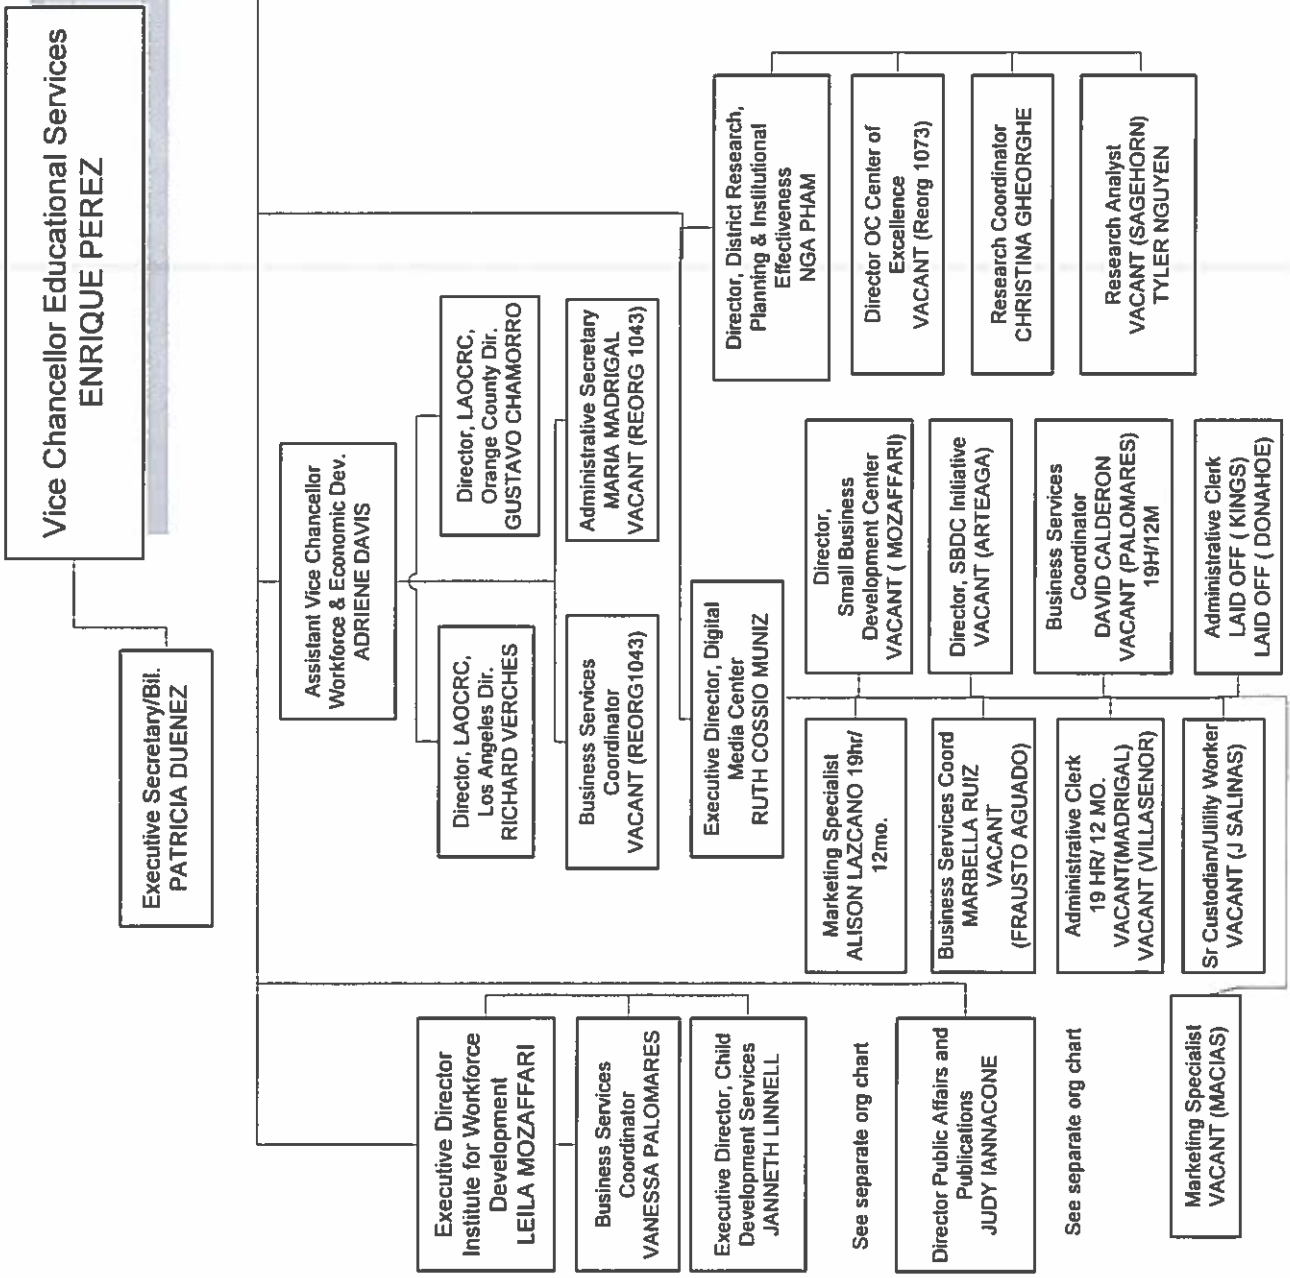 Vice Chancellor Educational Services
ENRIQUE PEREZ
Executive Secretary/Bil.
PATRICIA DUENEZ
Assistant Vice Chancellor
Workforce & Economic Dev.
ADRIENE DAVIS
Director, LAOCRC,
Los Angeles Dir.
RICHARD VERCHES
Director, LAOCRC,
Orange County Dir.
GUSTAVO CHAMORRO
Business Services
Coordinator
VACANT (REORG1043)
Administrative Secretary
MARIA MADRIGAL
VACANT (REORG 1043)
Executive Director
Institute for Workforce
Development
LEILA MOZAFFARI
Business Services
Coordinator
VANESSA PALOMARES
Executive Director, Child
Development Services
JANNETH LINNELL
See separate org chart
Director Public Affairs and
Publications
JUDY IANNACONE
See separate org chart
Marketing Specialist
VACANT (MACIAS)
Executive Director, Digital
Media Center
RUTH COSSIO MUNIZ
Marketing Specialist
ALISON LAZCANO 19hr/
12mo.
Business Services Coord
MARBELLA RUIZ
VACANT
(FRAUSTO AGUADO)
Administrative Clerk
19 HR/ 12 MO.
VACANT(MADRIGAL)
VACANT (VILLASENOR)
Sr Custodian/Utility Worker
VACANT (J SALINAS)
Director,
Small Business
Development Center
VACANT ( MOZAFFARI)
Director, SBDC Initiative
VACANT (ARTEAGA)
Business Services
Coordinator
DAVID CALDERON
VACANT (PALOMARES)
19H/12M
Administrative Clerk
LAID OFF ( KINGS)
LAID OFF ( DONAHOE)
Director, District Research,
Planning & Institutional
Effectiveness
NGA PHAM
Director OC Center of
Excellence
VACANT (Reorg 1073)
Research Coordinator
CHRISTINA GHEORGHE
Research Analyst
VACANT (SAGEHORN)
TYLER NGUYEN